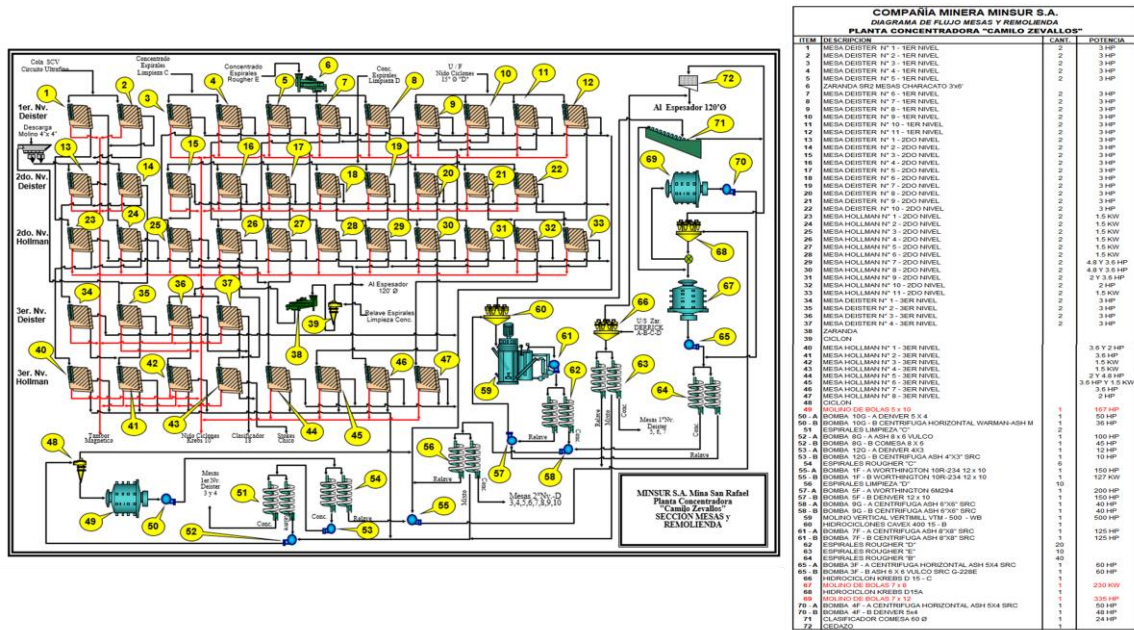 COMPAÑÍA MINERA MINSUR S.A.
DIAGRAMA DE FLUJO MESAS Y REMOLIENDA
PLANTA CONCENTRADORA "CAMILO ZEVALLOS"
ITEM DESCRIPCION CANT. POTENCIA
1 MESA DEISTER N° 1 - 1ER NIVEL 2 3 HP
2 MESA DEISTER N° 2 - 1ER NIVEL 2 3 HP
3 MESA DEISTER N° 3 - 1ER NIVEL 2 3 HP
4 MESA DEISTER N° 4 - 1ER NIVEL 2 3 HP
5 MESA DEISTER N° 5 - 1ER NIVEL 2 3 HP
6 ZARANDA SR2 MESAS CHARACATO 3'x6'
7 MESA DEISTER N° 6 - 1ER NIVEL 2 3 HP
8 MESA DEISTER N° 7 - 1ER NIVEL 2 3 HP
9 MESA DEISTER N° 8 - 1ER NIVEL 2 3 HP
10 MESA DEISTER N° 9 - 1ER NIVEL 2 3 HP
11 MESA DEISTER N° 10 - 1ER NIVEL 2 3 HP
12 MESA DEISTER N° 11 - 1ER NIVEL 2 3 HP
13 MESA DEISTER N° 1 - 2DO NIVEL 2 3 HP
14 MESA DEISTER N° 2 - 2DO NIVEL 2 3 HP
15 MESA DEISTER N° 3 - 2DO NIVEL 2 3 HP
16 MESA DEISTER N° 4 - 2DO NIVEL 2 3 HP
17 MESA DEISTER N° 5 - 2DO NIVEL 2 3 HP
18 MESA DEISTER N° 6 - 2DO NIVEL 2 3 HP
19 MESA DEISTER N° 7 - 2DO NIVEL 2 3 HP
20 MESA DEISTER N° 8 - 2DO NIVEL 2 3 HP
21 MESA DEISTER N° 9 - 2DO NIVEL 2 3 HP
22 MESA DEISTER N° 10 - 2DO NIVEL 2 3 HP
23 MESA HOLLMAN N° 1 - 2DO NIVEL 2 1.5 KW
24 MESA HOLLMAN N° 2 - 2DO NIVEL 2 1.5 KW
25 MESA HOLLMAN N° 3 - 2DO NIVEL 2 1.5 KW
26 MESA HOLLMAN N° 4 - 2DO NIVEL 2 1.5 KW
27 MESA HOLLMAN N° 5 - 2DO NIVEL 2 1.5 KW
28 MESA HOLLMAN N° 6 - 2DO NIVEL 2 1.5 KW
29 MESA HOLLMAN N° 7 - 2DO NIVEL 2 4.8 Y 3.6 HP
30 MESA HOLLMAN N° 8 - 2DO NIVEL 2 4.8 Y 3.6 HP
31 MESA HOLLMAN N° 9 - 2DO NIVEL 2 2 Y 3.6 HP
32 MESA HOLLMAN N° 10 - 2DO NIVEL 2 2 HP
33 MESA HOLLMAN N° 11 - 2DO NIVEL 2 1.5 KW
34 MESA DEISTER N° 1 - 3ER NIVEL 2 3 HP
35 MESA DEISTER N° 2 - 3ER NIVEL 2 3 HP
36 MESA DEISTER N° 3 - 3ER NIVEL 2 3 HP
37 MESA DEISTER N° 4 - 3ER NIVEL 2 3 HP
38 ZARANDA
39 CICLON
40 MESA HOLLMAN N° 1 - 3ER NIVEL 3.6 Y 2 HP
41 MESA HOLLMAN N° 2 - 3ER NIVEL 3.6 HP
42 MESA HOLLMAN N° 3 - 3ER NIVEL 1.5 KW
43 MESA HOLLMAN N° 4 - 3ER NIVEL 1.5 KW
44 MESA HOLLMAN N° 5 - 3ER NIVEL 2 Y 4.8 HP
45 MESA HOLLMAN N° 6 - 3ER NIVEL 3.6 HP Y 1.5 KW
46 MESA HOLLMAN N° 7 - 3ER NIVEL 3.6 HP
47 MESA HOLLMAN N° 8 - 3ER NIVEL 2 HP
48 CICLON
49 MOLINO DE BOLAS 5 x 10 1 167 HP
50 - A BOMBA 10G - A DENVER 5 X 4 1 50 HP
50 - B BOMBA 10G - B CENTRIFUGA HORIZONTAL WARMAN-ASH M 1 36 HP
51 ESPIRALES LIMPIEZA "C" 2
52 - A BOMBA 8G - A ASH 8 x 6 VULCO 1 100 HP
52 - B BOMBA 8G - B COMESA 8 X 6 1 45 HP
53 - A BOMBA 12G - A DENVER 4X3 1 12 HP
53 - B BOMBA 12G - B CENTRIFUGA ASH 4"X3" SRC 1 10 HP
54 ESPIRALES ROUGHER "C" 6
55 - A BOMBA 1F - A WORTHINGTON 10R-234 12 x 10 1 150 HP
55 - B BOMBA 1F - B WORTHINGTON 10R-234 12 x 10 1 127 KW
56 ESPIRALES LIMPIEZA "D" 10
57 - A BOMBA 5F - A WORTHINGTON 6M294 1 200 HP
57 - B BOMBA 5F - B DENVER 12 x 10 1 150 HP
58 - A BOMBA 9G - A CENTRIFUGA ASH 6"X6" SRC 1 40 HP
58 - B BOMBA 9G - B CENTRIFUGA ASH 6"X6" SRC 1 40 HP
59 MOLINO VERTICAL VERTIMILL VTM - 500 - WB 1 500 HP
60 HIDROCICLONES CAVEX 400 15 - B 1
61 - A BOMBA 7F - A CENTRIFUGA ASH 8"X8" SRC 1 125 HP
61 - B BOMBA 7F - B CENTRIFUGA ASH 8"X8" SRC 1 125 HP
62 ESPIRALES ROUGHER "D" 20
63 ESPIRALES ROUGHER "E" 10
64 ESPIRALES ROUGHER "B" 40
65 - A BOMBA 3F - A CENTRIFUGA HORIZONTAL ASH 5X4 SRC 1 60 HP
65 - B BOMBA 3F - B ASH 6 X 6 VULCO SRC G-228E 1 60 HP
66 HIDROCICLON KREBS D 15 - C 1
67 MOLINO DE BOLAS 7 x 8 1 230 KW
68 HIDROCICLON KREBS D15A 1
69 MOLINO DE BOLAS 7 x 12 1 335 HP
70 - A BOMBA 4F - A CENTRIFUGA HORIZONTAL ASH 5X4 SRC 1 50 HP
70 - B BOMBA 4F - B DENVER 5x4 1 48 HP
71 CLASIFICADOR COMESA 60 Ø 1 24 HP
72 CEDAZO 1
Cola SCV
Circuito Ultrafino
Concentrado
Espirales
Limpieza C
Concentrado
Espirales
Rougher E
Conc.
Espirales
Limpieza D
U / F
Nido Ciclones
15" Ø "D"
1er. Nv.
Deister
Descarga
Molino 4'x 4'
2do. Nv.
Deister
2do. Nv.
Hollman
3er. Nv.
Deister
3er. Nv.
Hollman
Al Espesador 120'Ø
Al Espesador
120' Ø
Relave Espirales
Limpieza Conc.
U/S Zar.
DERRICK
A-B-C-D
Tambor
Magnetico
Nido Ciclones
Krebs 10"
Clasificador
18"
Spikes
Chico
Mesas
1er Nv.
Deister
3 y 4
Conc.
Relave
Conc.
Relave
Relave
Conc.
Mesas 2°Nv. -D
3,4,5,6,7,8,9,10
Relave
Conc
Relave
Relave
Mixto
Conc
Mesas 1°Nv.
5, 6, 7
MINSUR S.A. Mina San Rafael
Planta Concentradora
"Camilo Zevallos"
SECCION MESAS y
REMOLIENDA